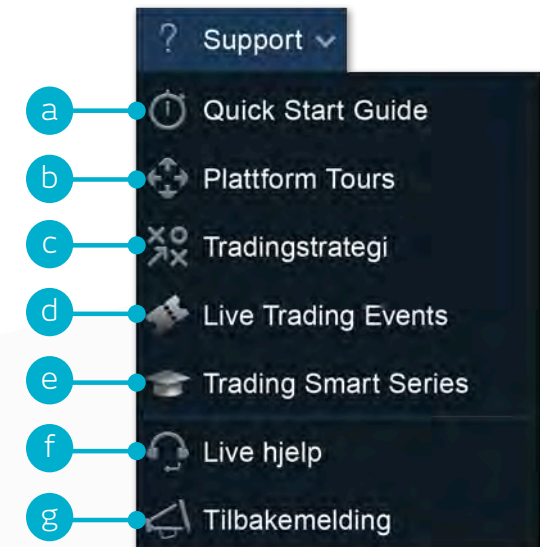 ? Support
a Quick Start Guide
b Plattform Tours
c Tradingstrategi
d Live Trading Events
e Trading Smart Series
f Live hjelp
g Tilbakemelding